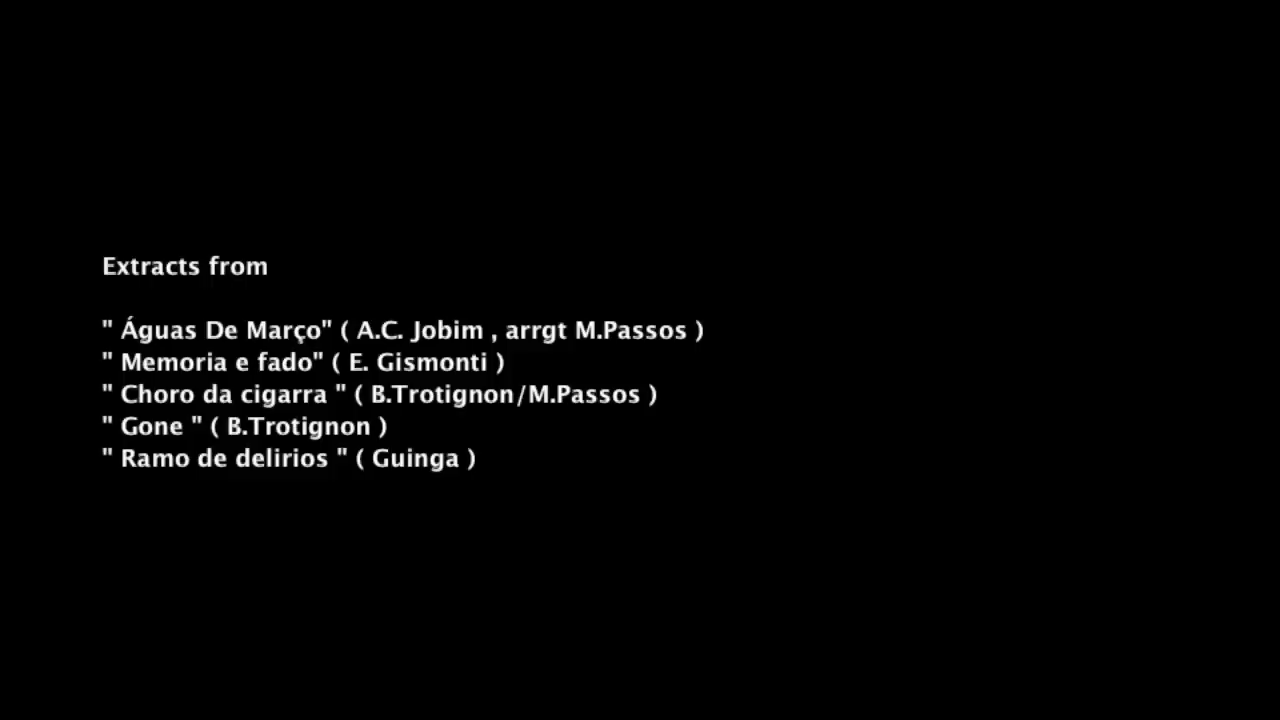 Extracts from
" Águas De Março" ( A.C. Jobim , arrgt M.Passos )
" Memoria e fado" ( E. Gismonti )
" Choro da cigarra " ( B.Trotignon/M.Passos )
" Gone " ( B.Trotignon )
" Ramo de delirios " ( Guinga )